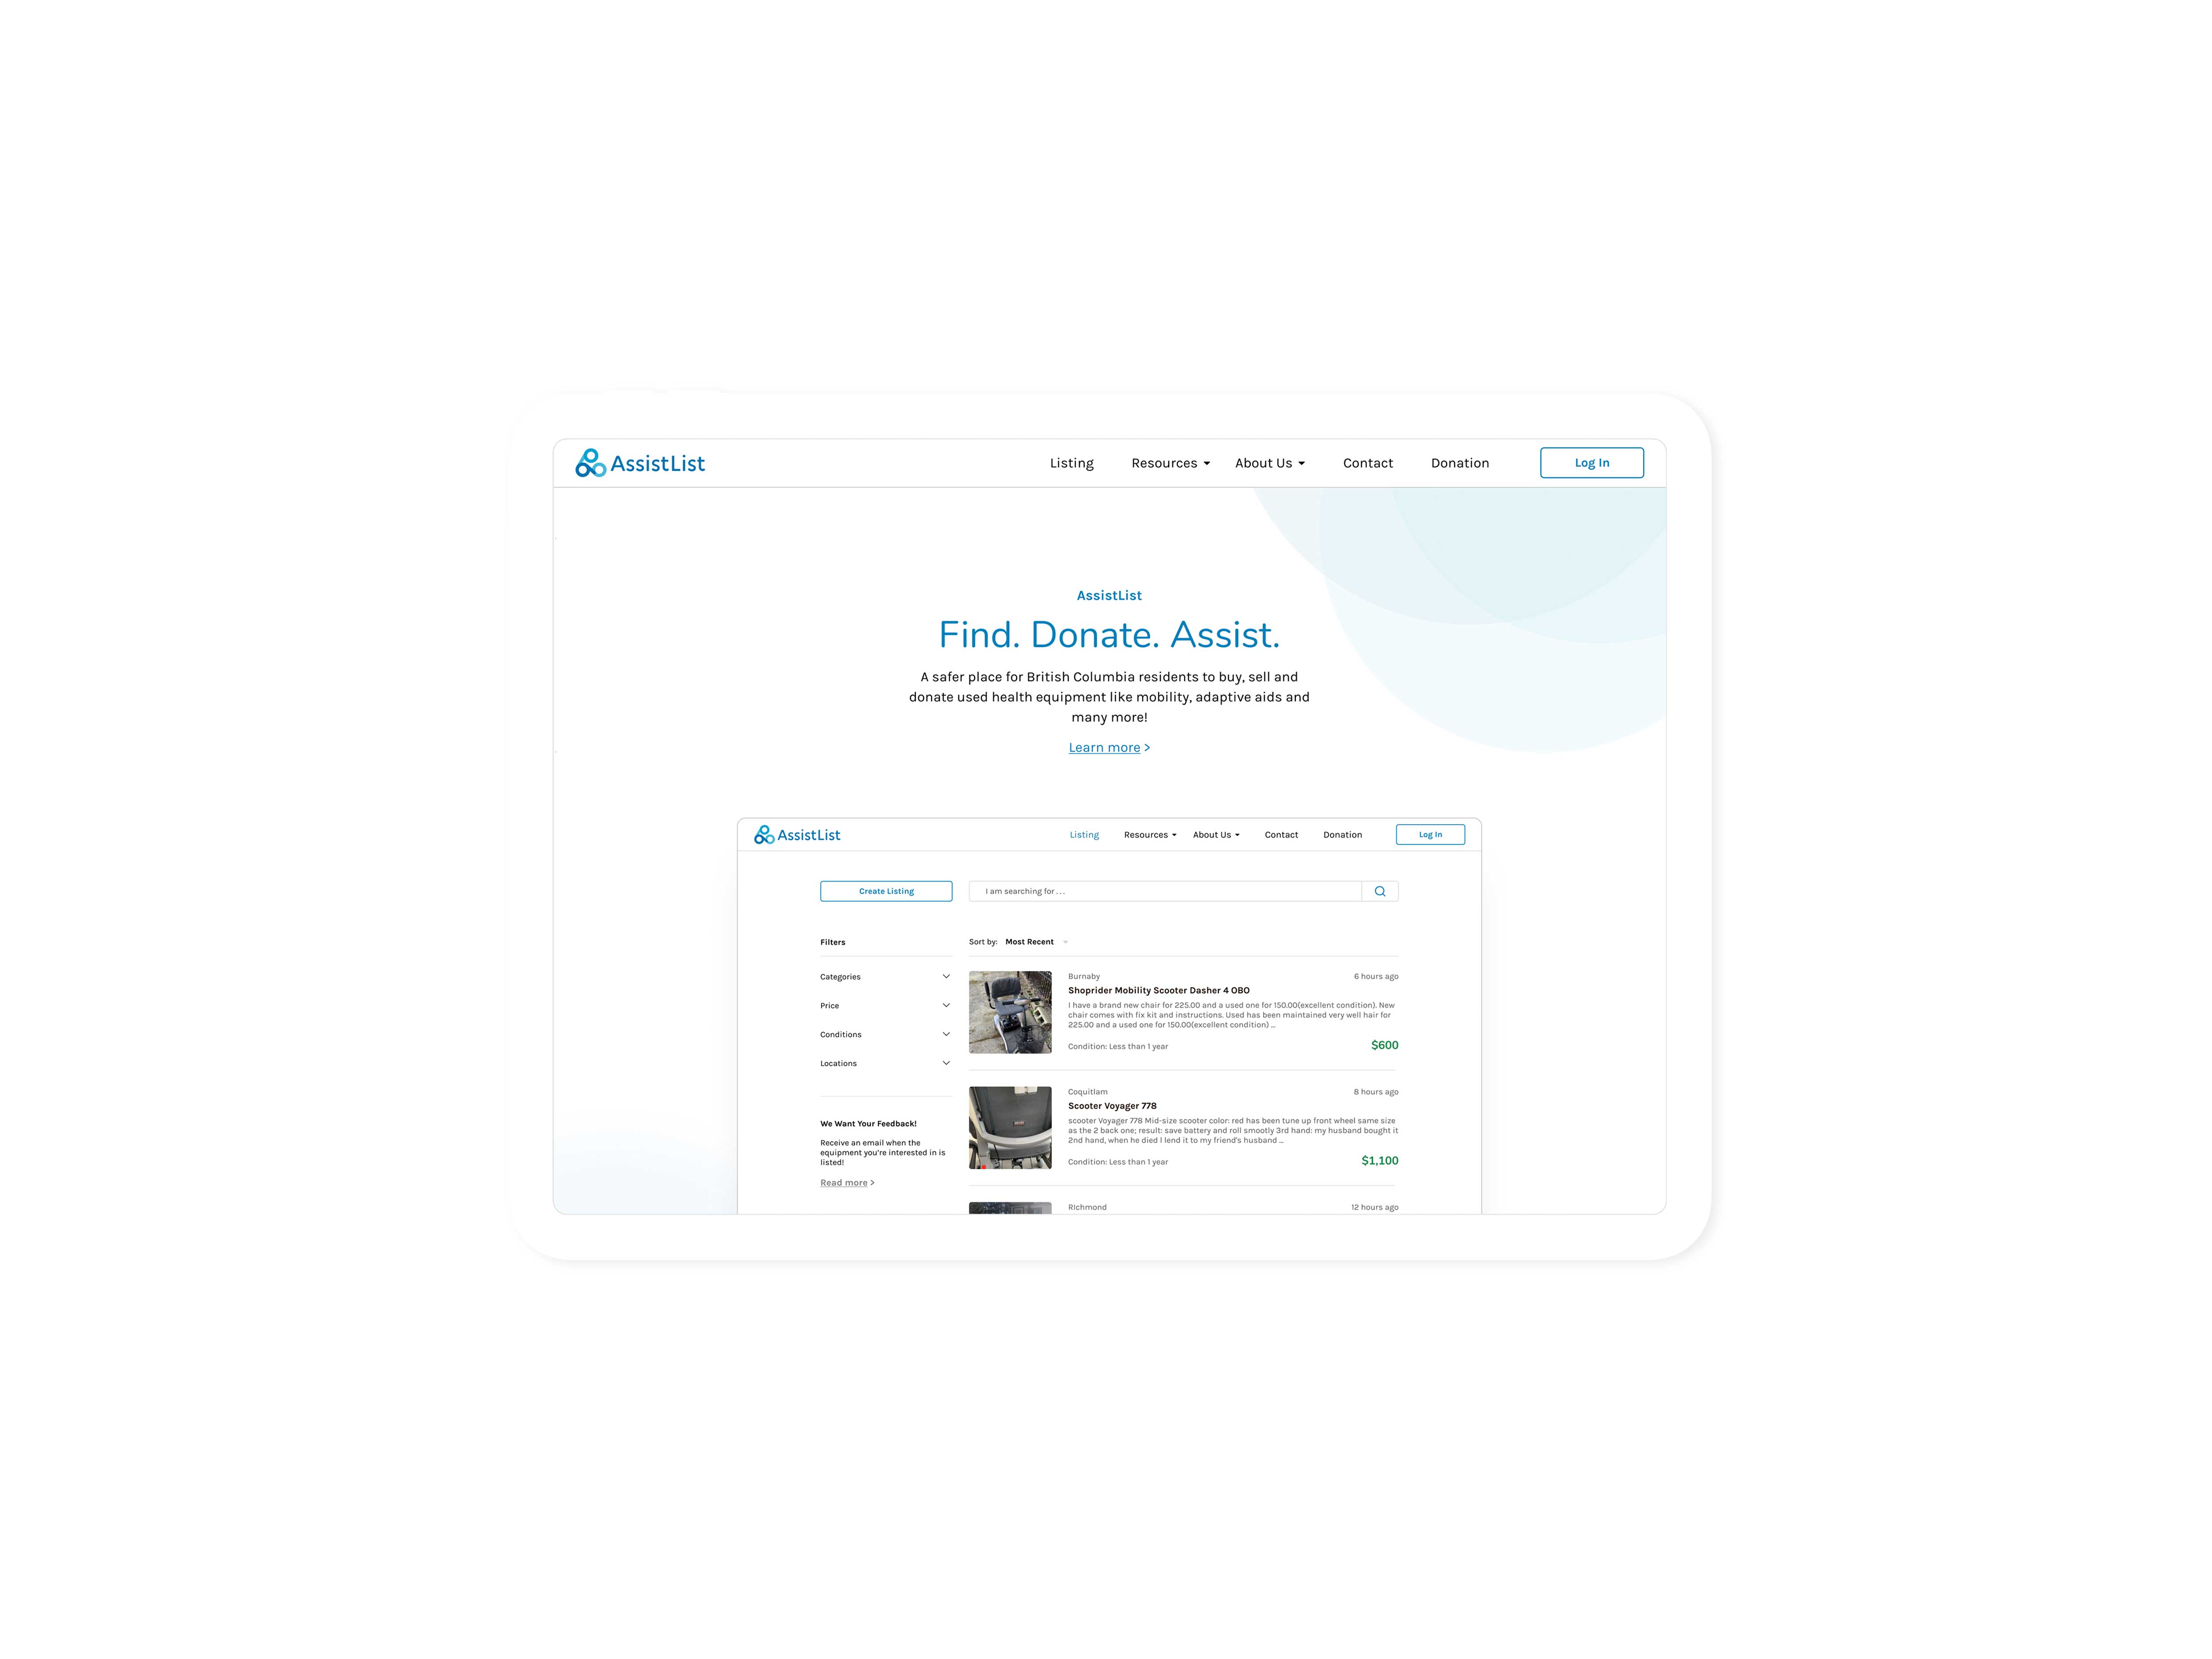 AssistList
Listing Resources About Us Contact Donation Log In
AssistList
Find. Donate. Assist.
A safer place for British Columbia residents to buy, sell and
donate used health equipment like mobility, adaptive aids and
many more!
Learn more >
AssistList
Listing Resources About Us Contact Donation Log In
Create Listing
I am searching for . . .
Filters
Categories
Price
Conditions
Locations
We Want Your Feedback!
Receive an email when the
equipment you're interested in is
listed!
Read more >
Sort by: Most Recent
Burnaby 6 hours ago
Shoprider Mobility Scooter Dasher 4 OBO
I have a brand new chair for 225.00 and a used one for 150.00(excellent condition). New
chair comes with fix kit and instructions. Used has been maintained very well hair for
225.00 and a used one for 150.00(excellent condition) ...
Condition: Less than 1 year $600
Coquitlam 8 hours ago
Scooter Voyager 778
scooter Voyager 778 Mid-size scooter color: red has been tune up front wheel same size
as the 2 back one; result: save battery and roll smootly 3rd hand: my husband bought it
2nd hand, when he died I lend it to my friend's husband ...
Condition: Less than 1 year $1,100
RIchmond 12 hours ago